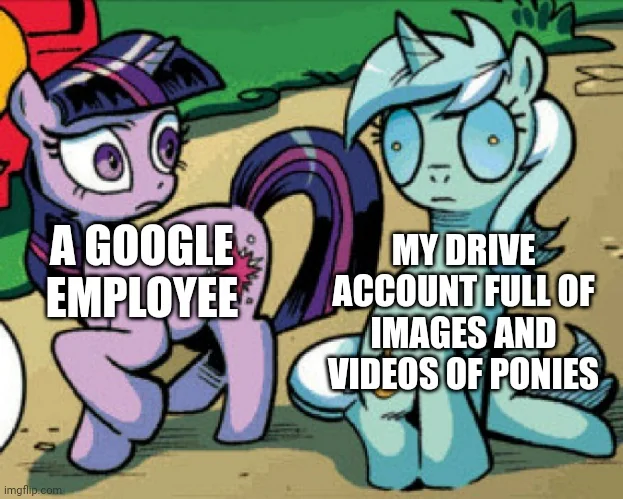 A GOOGLE
EMPLOYEE
MY DRIVE
ACCOUNT FULL OF
IMAGES AND
VIDEOS OF PONIES
imgflip.com